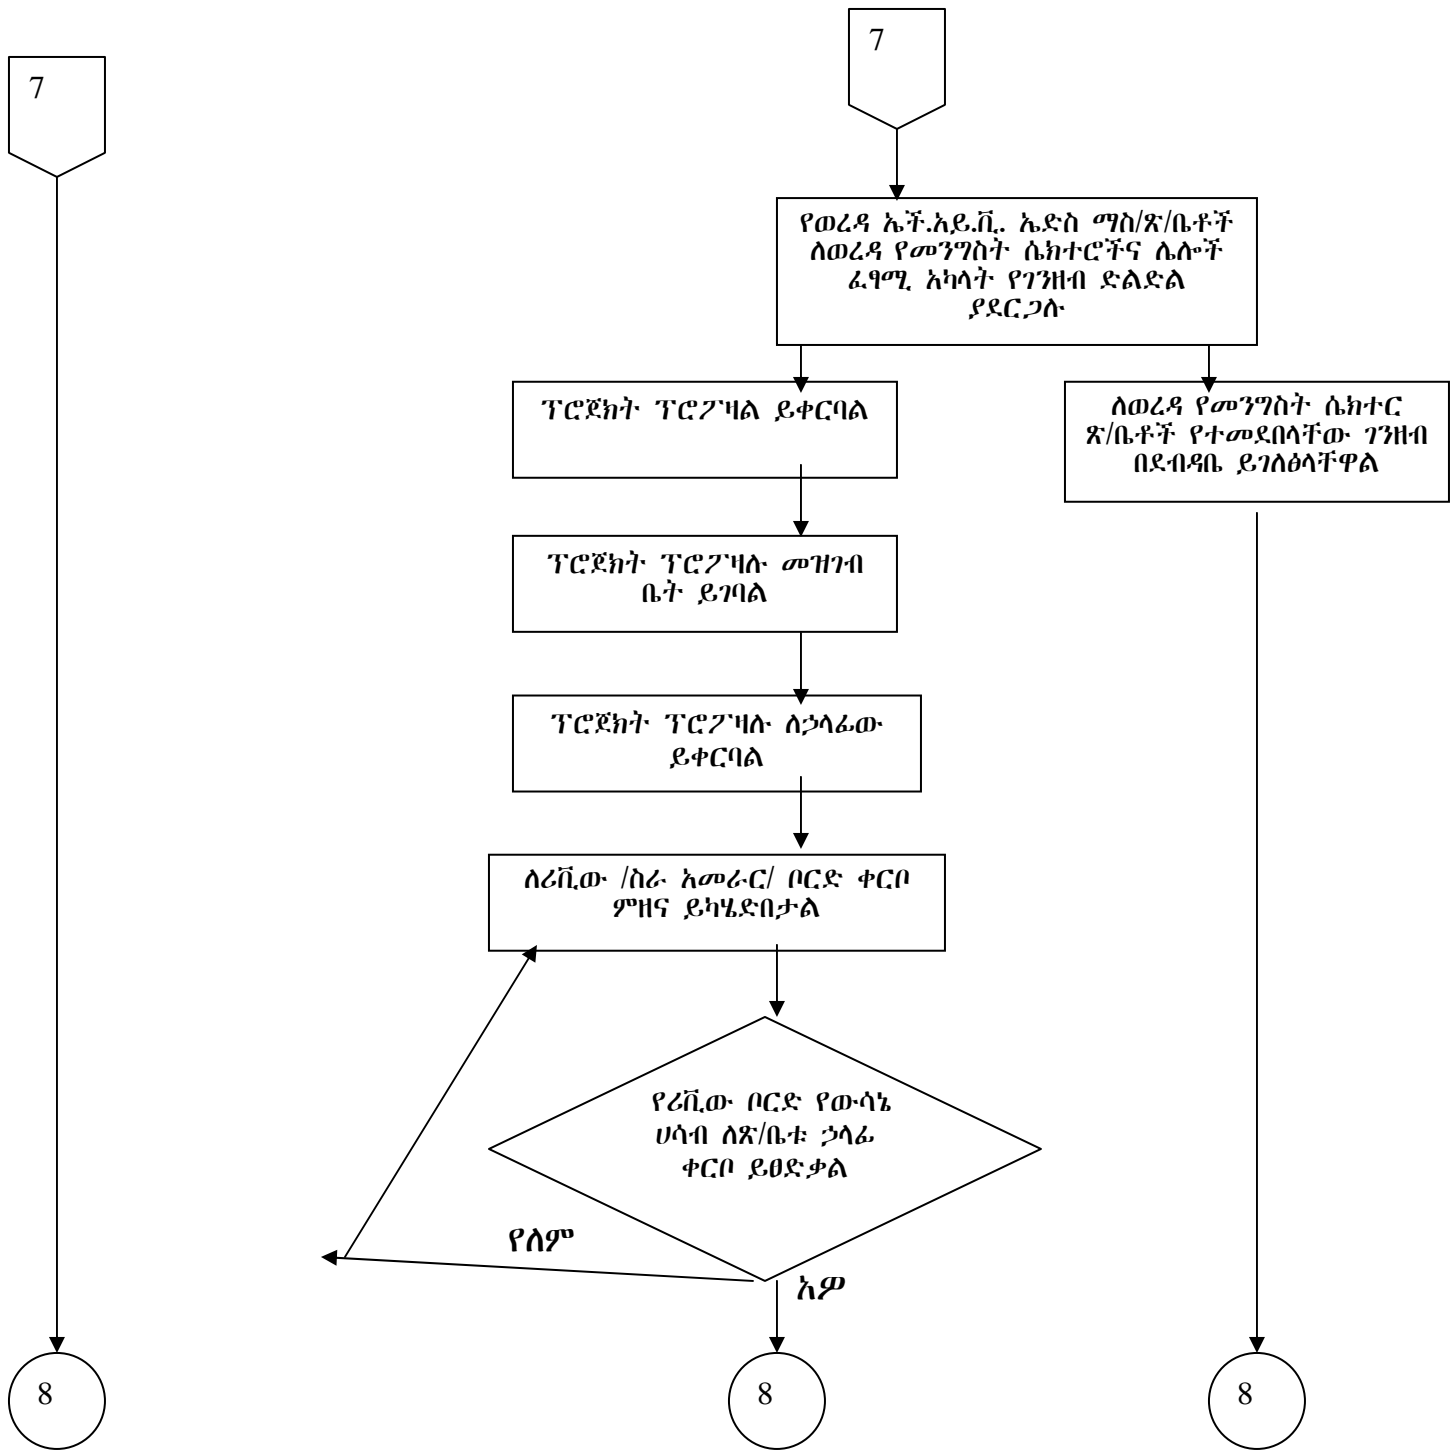 7
7
የወረዳ ኤች.አይ.ቪ. ኤድስ ማስ/ጽ/ቤቶች
ለወረዳ የመንግስት ሴክተሮችና ሌሎች
ፈፃሚ አካላት የገንዘብ ድልድል
ያደርጋሉ
ፕሮጀክት ፕሮፖዛል ይቀርባል
ለወረዳ የመንግስት ሴክተር
ጽ/ቤቶች የተመደበላቸው ገንዘብ
በደብዳቤ ይገለፅላቸዋል
ፕሮጀክት ፕሮፖዛሉ መዝገብ
ቤት ይገባል
ፕሮጀክት ፕሮፖዛሉ ለኃላፊው
ይቀርባል
ለሪቪው /ስራ አመራር/ ቦርድ ቀርቦ
ምዘና ይካሄድበታል
የሪቪው ቦርድ የውሳኔ
ሀሳብ ለጽ/ቤቱ ኃላፊ
ቀርቦ ይፀድቃል
የለም
አዎ
8
8
8